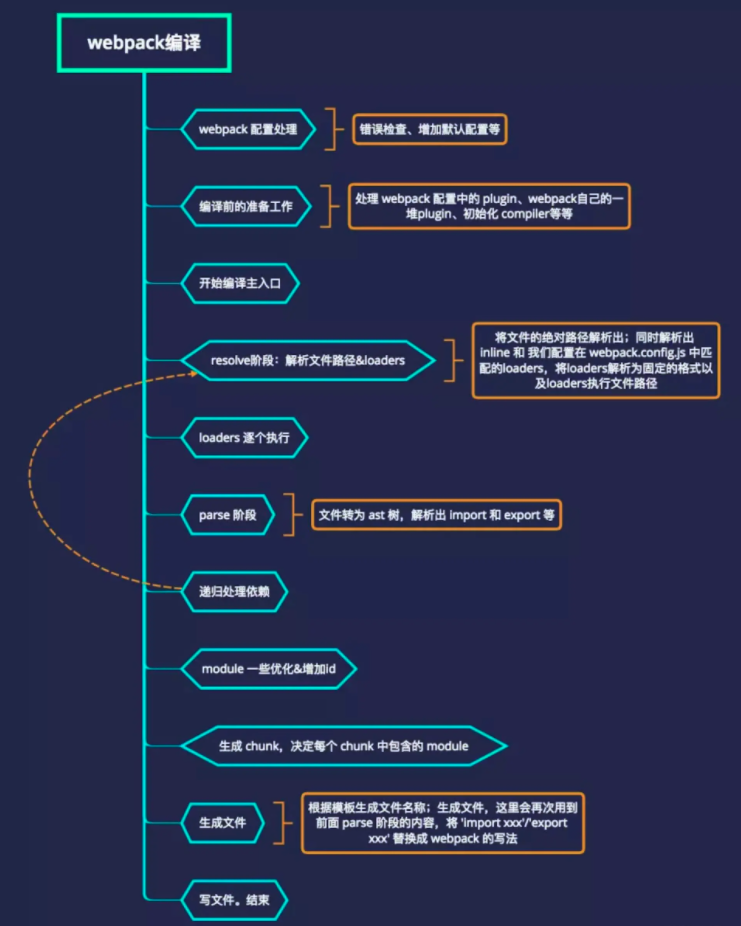 webpack编译
webpack 配置处理
错误检查、增加默认配置等
编译前的准备工作
处理 webpack 配置中的 plugin、webpack自己的一
堆plugin、初始化 compiler等等
开始编译主入口
resolve阶段：解析文件路径&loaders
将文件的绝对路径解析出；同时解析出
inline 和 我们配置在 webpack.config.js 中匹
配的loaders，将loaders解析为固定的格式以
及loaders执行文件路径
loaders 逐个执行
parse 阶段
文件转为 ast 树，解析出 import 和 export 等
递归处理依赖
module 一些优化&增加id
生成 chunk，决定每个 chunk 中包含的 module
生成文件
根据模板生成文件名称；生成文件，这里会再次用到
前面 parse 阶段的内容，将 'import xxx'/'export
xxx' 替换成 webpack 的写法
写文件。结束